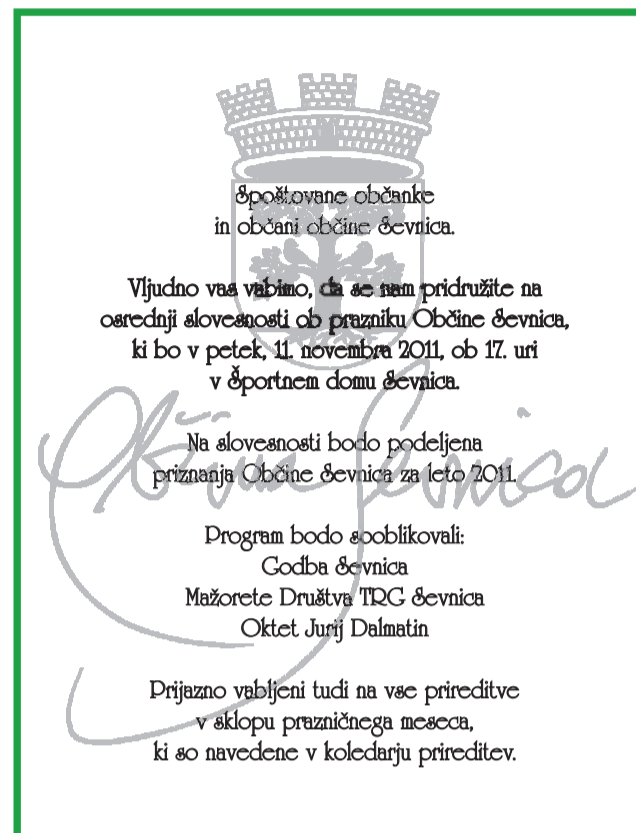 Spoštovane občanke
in občani občine Sevnica.
Vljudno vas vabimo, da se nam pridružite na
osrednji slovesnosti ob prazniku Občine Sevnica,
ki bo v petek, 11. novembra 2011, ob 17. uri
v Športnem domu Sevnica.
Občina Sevnica
Na slovesnosti bodo podeljena
priznanja Občine Sevnica za leto 2011.
Program bodo sooblikovali:
Godba Sevnica
Mažorete Društva TRG Sevnica
Oktet Jurij Dalmatin
Prijazno vabljeni tudi na vse prireditve
v sklopu prazničnega meseca,
ki so navedene v koledarju prireditev.